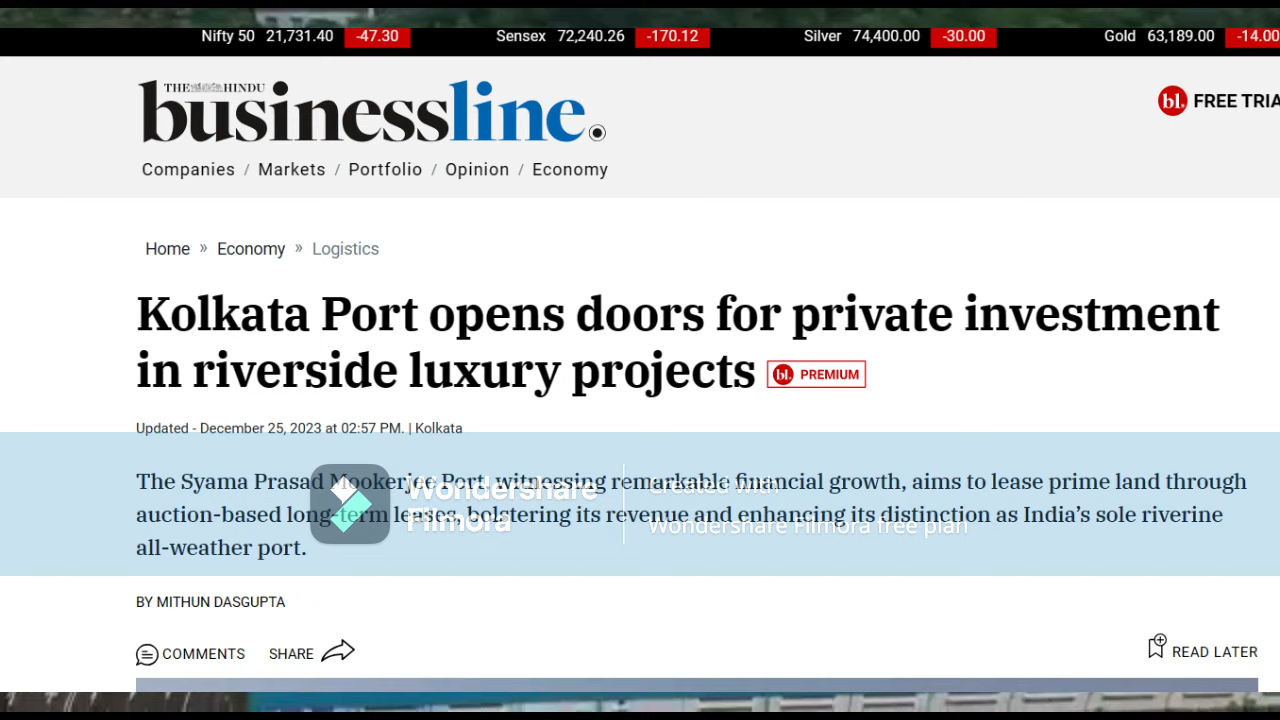 Nifty 50 21,731.40 -47.30 Sensex 72,240.26 -170.12 Silver 74,400.00 -30.00 Gold 63,189.00 -14.00
THE HINDU
businessline.
bl. FREE TRIA
Companies / Markets / Portfolio / Opinion / Economy
Home » Economy » Logistics
Kolkata Port opens doors for private investment
in riverside luxury projects bl. PREMIUM
Updated - December 25, 2023 at 02:57 PM. | Kolkata
The Syama Prasad Mookerjee Port, witnessing remarkable financial growth, aims to lease prime land through
auction-based long-term leases, bolstering its revenue and enhancing its distinction as India's sole riverine
all-weather port.
Wondershare
Filmora
Created with
Wondershare Filmora free plan
BY MITHUN DASGUPTA
COMMENTS SHARE READ LATER